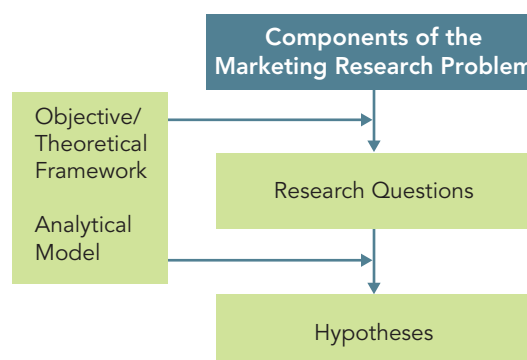 Components of the
Marketing Research Problem
Objective/
Theoretical
Framework
Analytical
Model
Research Questions
Hypotheses